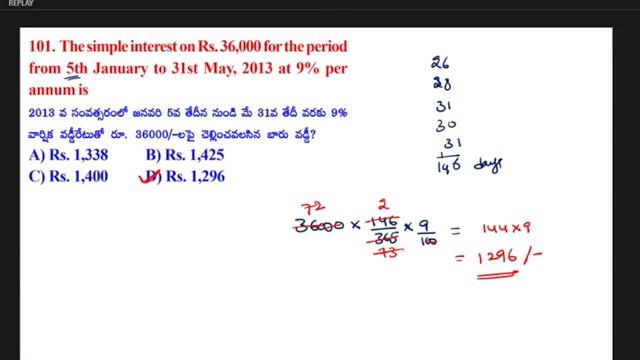 REPLAY
101. The simple interest on Rs. 36,000 for the period
from 5th January to 31st May, 2013 at 9% per
annum is
2013 వ సంవత్సరంలో జనవరి 5వ తేదీన నుండి మే 31వ తేదీ వరకు 9%
వార్షిక వడ్డీరేటుతో రూ. 36000/-లపై చెల్లించవలసిన బారు వడ్డీ?
A) Rs. 1,338 B) Rs. 1,425
C) Rs. 1,400 D) Rs. 1,296
26
28
31
30
31
1
146 days
72 2
36000 × 146/365 × 9/100 = 144 × 9
73
= 1296/-